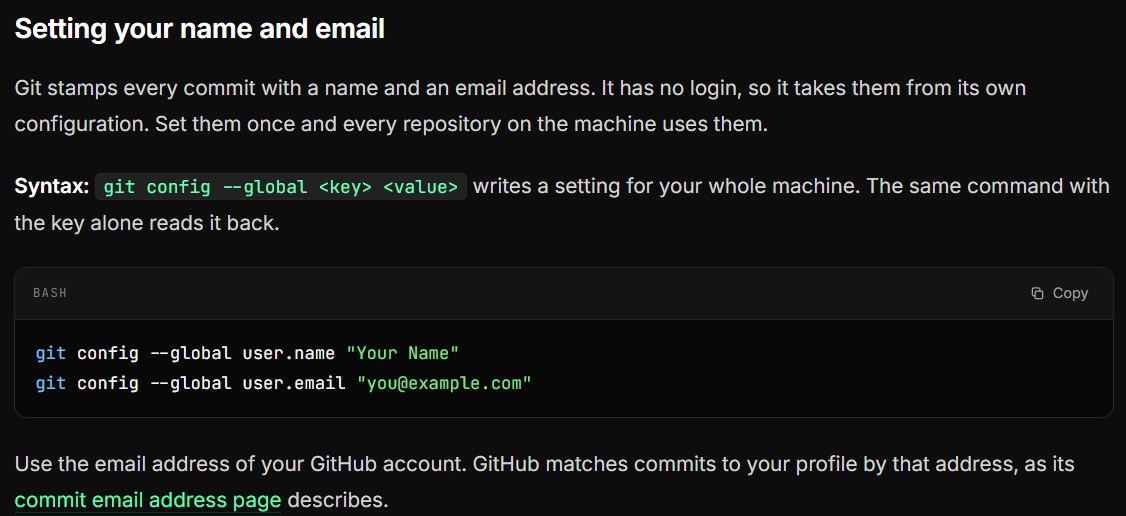 Setting your name and email
Git stamps every commit with a name and an email address. It has no login, so it takes them from its own
configuration. Set them once and every repository on the machine uses them.
Syntax: git config --global <key> <value> writes a setting for your whole machine. The same command with
the key alone reads it back.
BASH
Copy
git config --global user.name "Your Name"
git config --global user.email "you@example.com"
Use the email address of your GitHub account. GitHub matches commits to your profile by that address, as its
commit email address page describes.